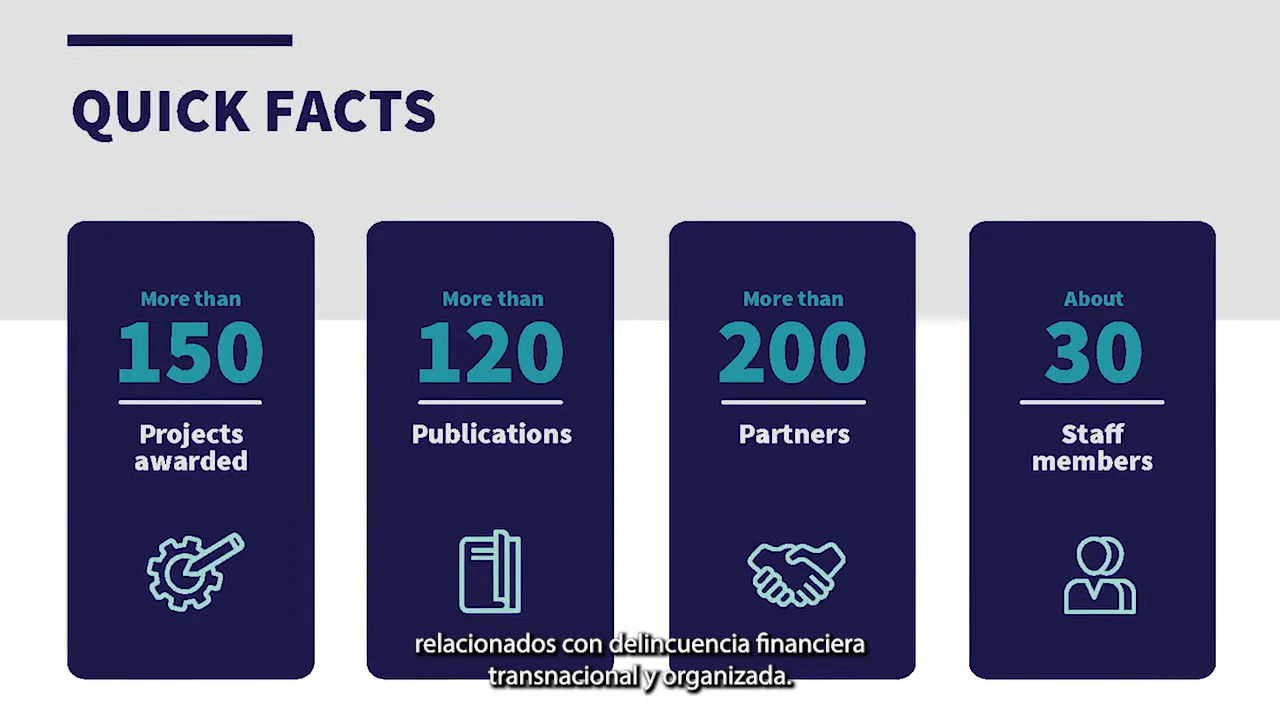 QUICK FACTS
More than
150
Projects
awarded
More than
120
Publications
More than
200
Partners
About
30
Staff
members
relacionados con delincuencia financiera
transnacional y organizada.